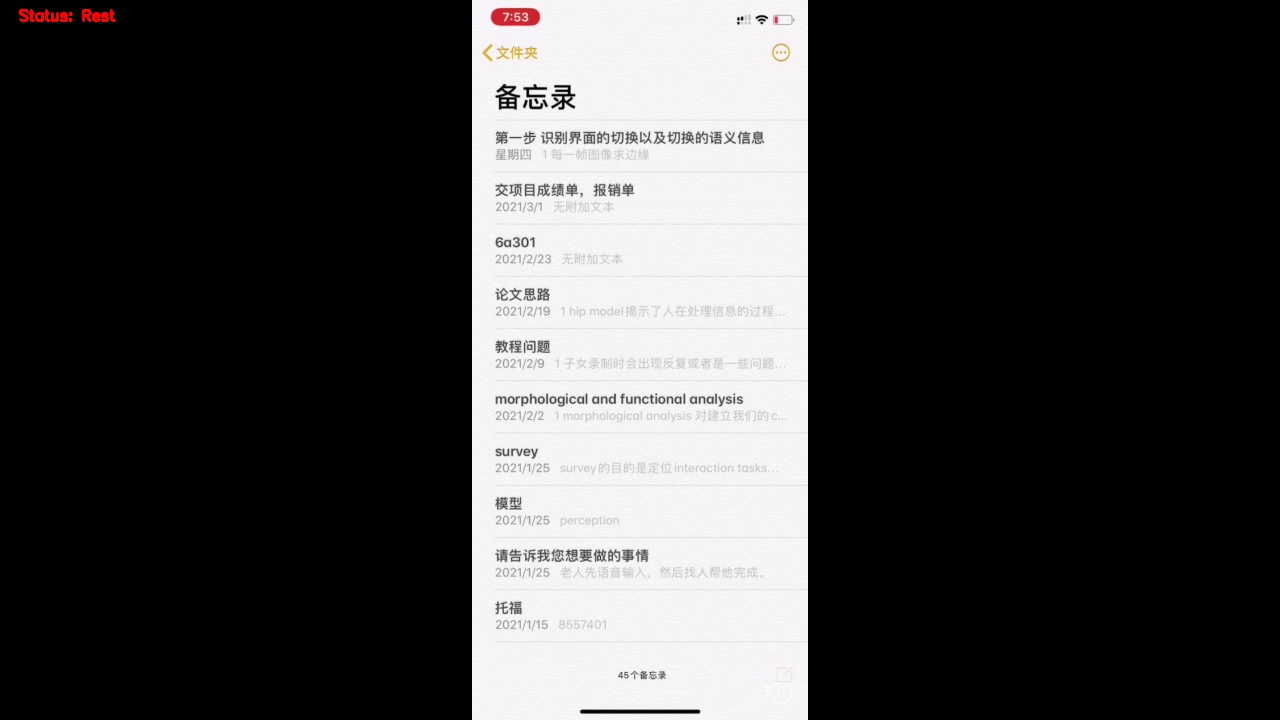 Status: Rest
7:53
文件夹
备忘录
第一步 识别界面的切换以及切换的语义信息
星期四 1 每一帧图像求边缘
交项目成绩单，报销单
2021/3/1 无附加文本
6a301
2021/2/23 无附加文本
论文思路
2021/2/19 1 hip model揭示了人在处理信息的过程...
教程问题
2021/2/9 1 子女录制时会出现反复或者是一些问题...
morphological and functional analysis
2021/2/2 1 morphological analysis 对建立我们的c...
survey
2021/1/25 survey的目的是定位interaction tasks...
模型
2021/1/25 perception
请告诉我您想要做的事情
2021/1/25 老人先语音输入，然后找人帮他完成。
托福
2021/1/15 8557401
45个备忘录